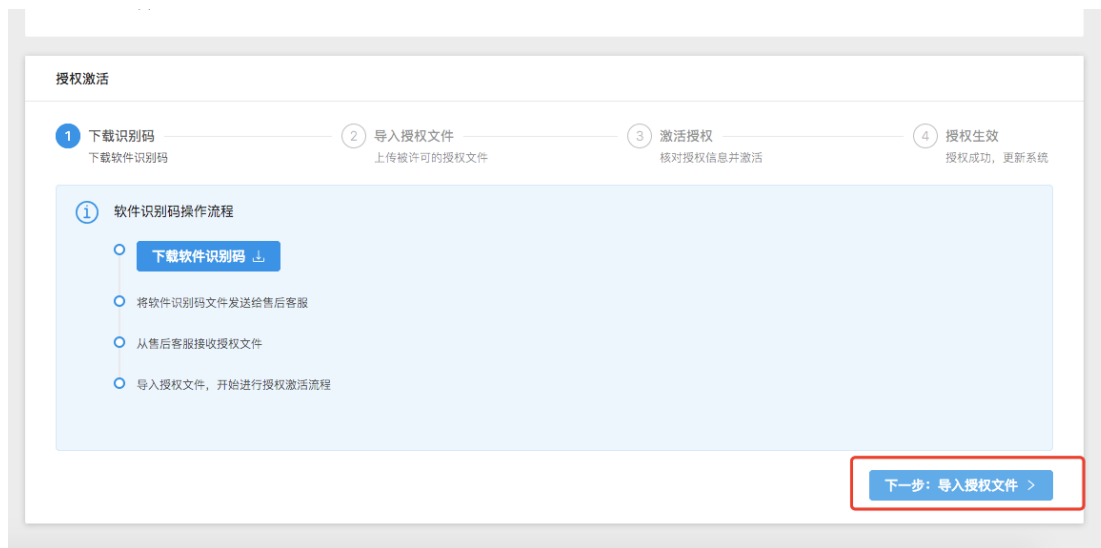 授权激活
1 下载识别码
下载软件识别码
2 导入授权文件
上传被许可的授权文件
3 激活授权
核对授权信息并激活
4 授权生效
授权成功，更新系统
软件识别码操作流程
下载软件识别码
将软件识别码文件发送给售后客服
从售后客服接收授权文件
导入授权文件，开始进行授权激活流程
下一步：导入授权文件 >